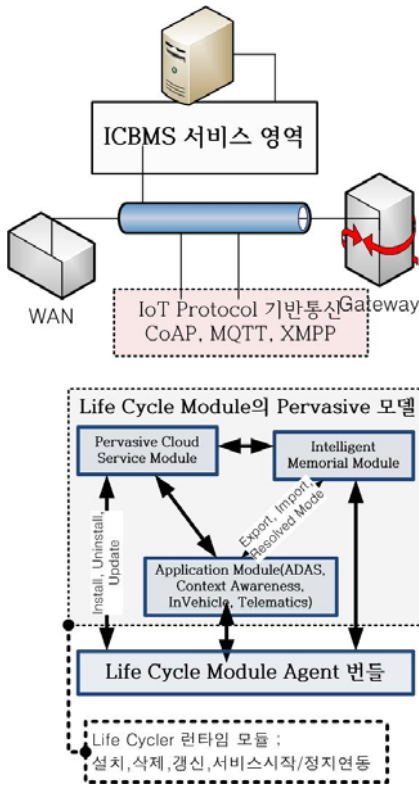 ICBMS 서비스 영역
WAN
Gateway
IoT Protocol 기반통신
CoAP, MQTT, XMPP
Life Cycle Module의 Pervasive 모델
Pervasive Cloud
Service Module
Intelligent
Memorial Module
Install, Uninstall,
Update
Export, Import,
Resolved Mode
Application Module(ADAS,
Context Awareness,
InVehicle, Telematics)
Life Cycle Module Agent 번들
Life Cycler 런타임 모듈 ;
설치,삭제,갱신,서비스시작/정지연동